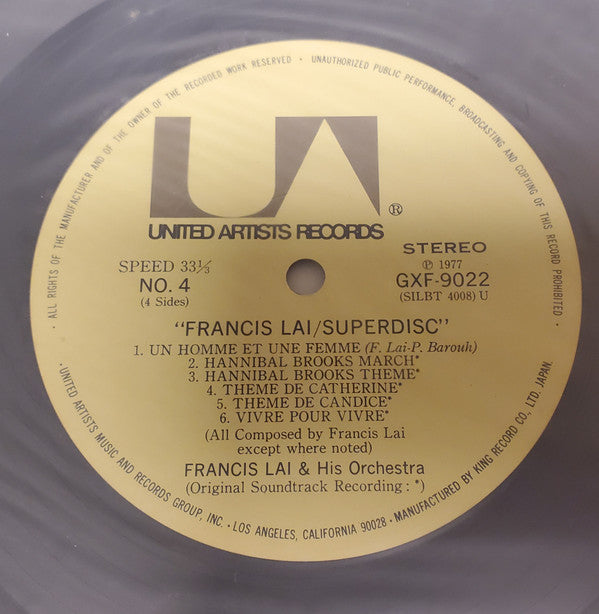 · ALL RIGHTS OF THE MANUFACTURER AND OF THE OWNER OF THE RECORDED WORK RESERVED · UNAUTHORIZED PUBLIC PERFORMANCE, BROADCASTING AND COPYING OF THIS RECORD PROHIBITED
UA®
UNITED ARTISTS RECORDS
SPEED 33⅓
NO. 4
(4 Sides)
STEREO
℗ 1977
GXF-9022
(SILBT 4008) U
"FRANCIS LAI/SUPERDISC"
1. UN HOMME ET UNE FEMME (F. Lai-P. Barouh)
2. HANNIBAL BROOKS MARCH*
3. HANNIBAL BROOKS THEME*
4. THEME DE CATHERINE*
5. THEME DE CANDICE*
6. VIVRE POUR VIVRE*
(All Composed by Francis Lai
except where noted)
FRANCIS LAI & His Orchestra
(Original Soundtrack Recording : *)
· UNITED ARTISTS MUSIC AND RECORDS GROUP, INC. · LOS ANGELES, CALIFORNIA 90028 · MANUFACTURED BY KING RECORD CO., LTD. JAPAN.